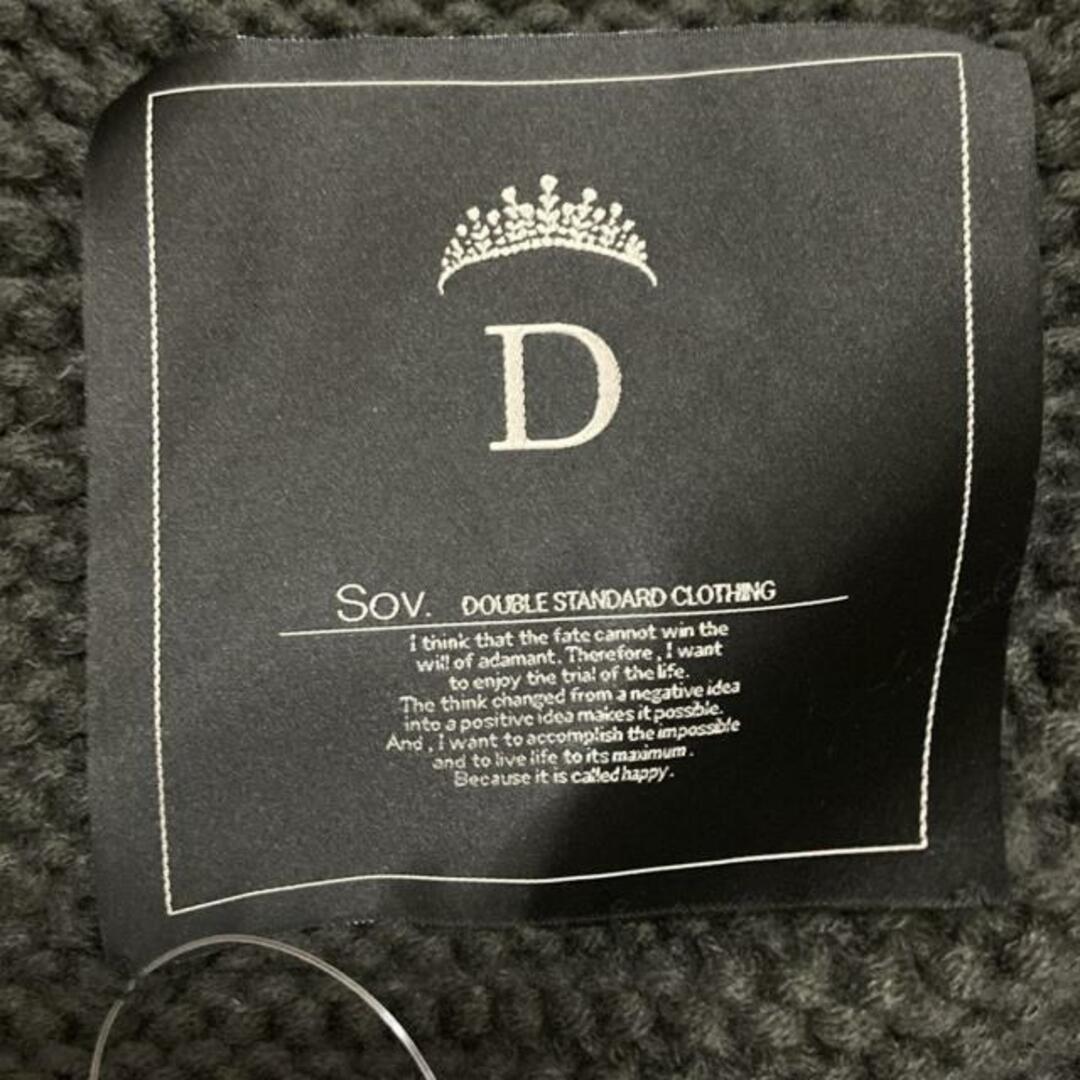 D
Sov. DOUBLE STANDARD CLOTHING
I think that the fate cannot win the
will of adamant. Therefore , I want
to enjoy the trial of the life.
The think changed from a negative idea
into a positive idea makes it possible.
And , I want to accomplish the impossible
and to live life to its maximum .
Because it is called happy .